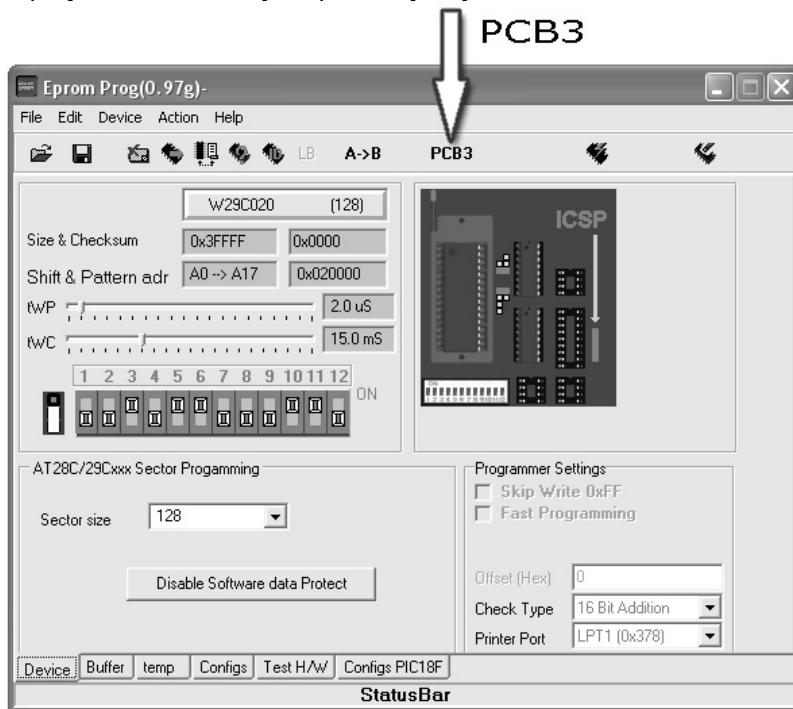 PCB3
Eprom Prog(0.97g)-
File Edit Device Action Help
LB A->B PCB3
W29C020 (128)
Size & Checksum 0x3FFFF 0x0000
Shift & Pattern adr A0 --> A17 0x020000
tWP 2.0 uS
tWC 15.0 mS
1 2 3 4 5 6 7 8 9 10 11 12
ON
ICSP
ON
AT28C/29Cxxx Sector Progamming
Sector size 128
Disable Software data Protect
Programmer Settings
Skip Write 0xFF
Fast Programming
Offset (Hex) 0
Check Type 16 Bit Addition
Printer Port LPT1 (0x378)
Device Buffer temp Configs Test H/W Configs PIC18F
StatusBar